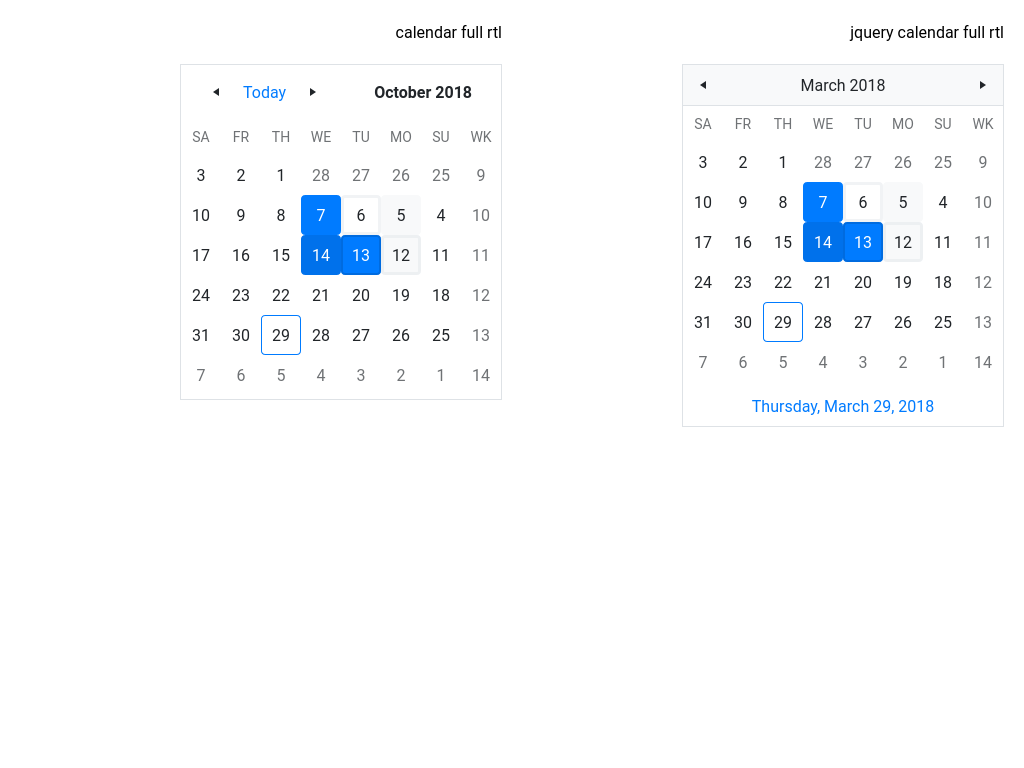 calendar full rtl
Today October 2018
SA FR TH WE TU MO SU WK
3 2 1 28 27 26 25 9
10 9 8 7 6 5 4 10
17 16 15 14 13 12 11 11
24 23 22 21 20 19 18 12
31 30 29 28 27 26 25 13
7 6 5 4 3 2 1 14
jquery calendar full rtl
March 2018
SA FR TH WE TU MO SU WK
3 2 1 28 27 26 25 9
10 9 8 7 6 5 4 10
17 16 15 14 13 12 11 11
24 23 22 21 20 19 18 12
31 30 29 28 27 26 25 13
7 6 5 4 3 2 1 14
Thursday, March 29, 2018